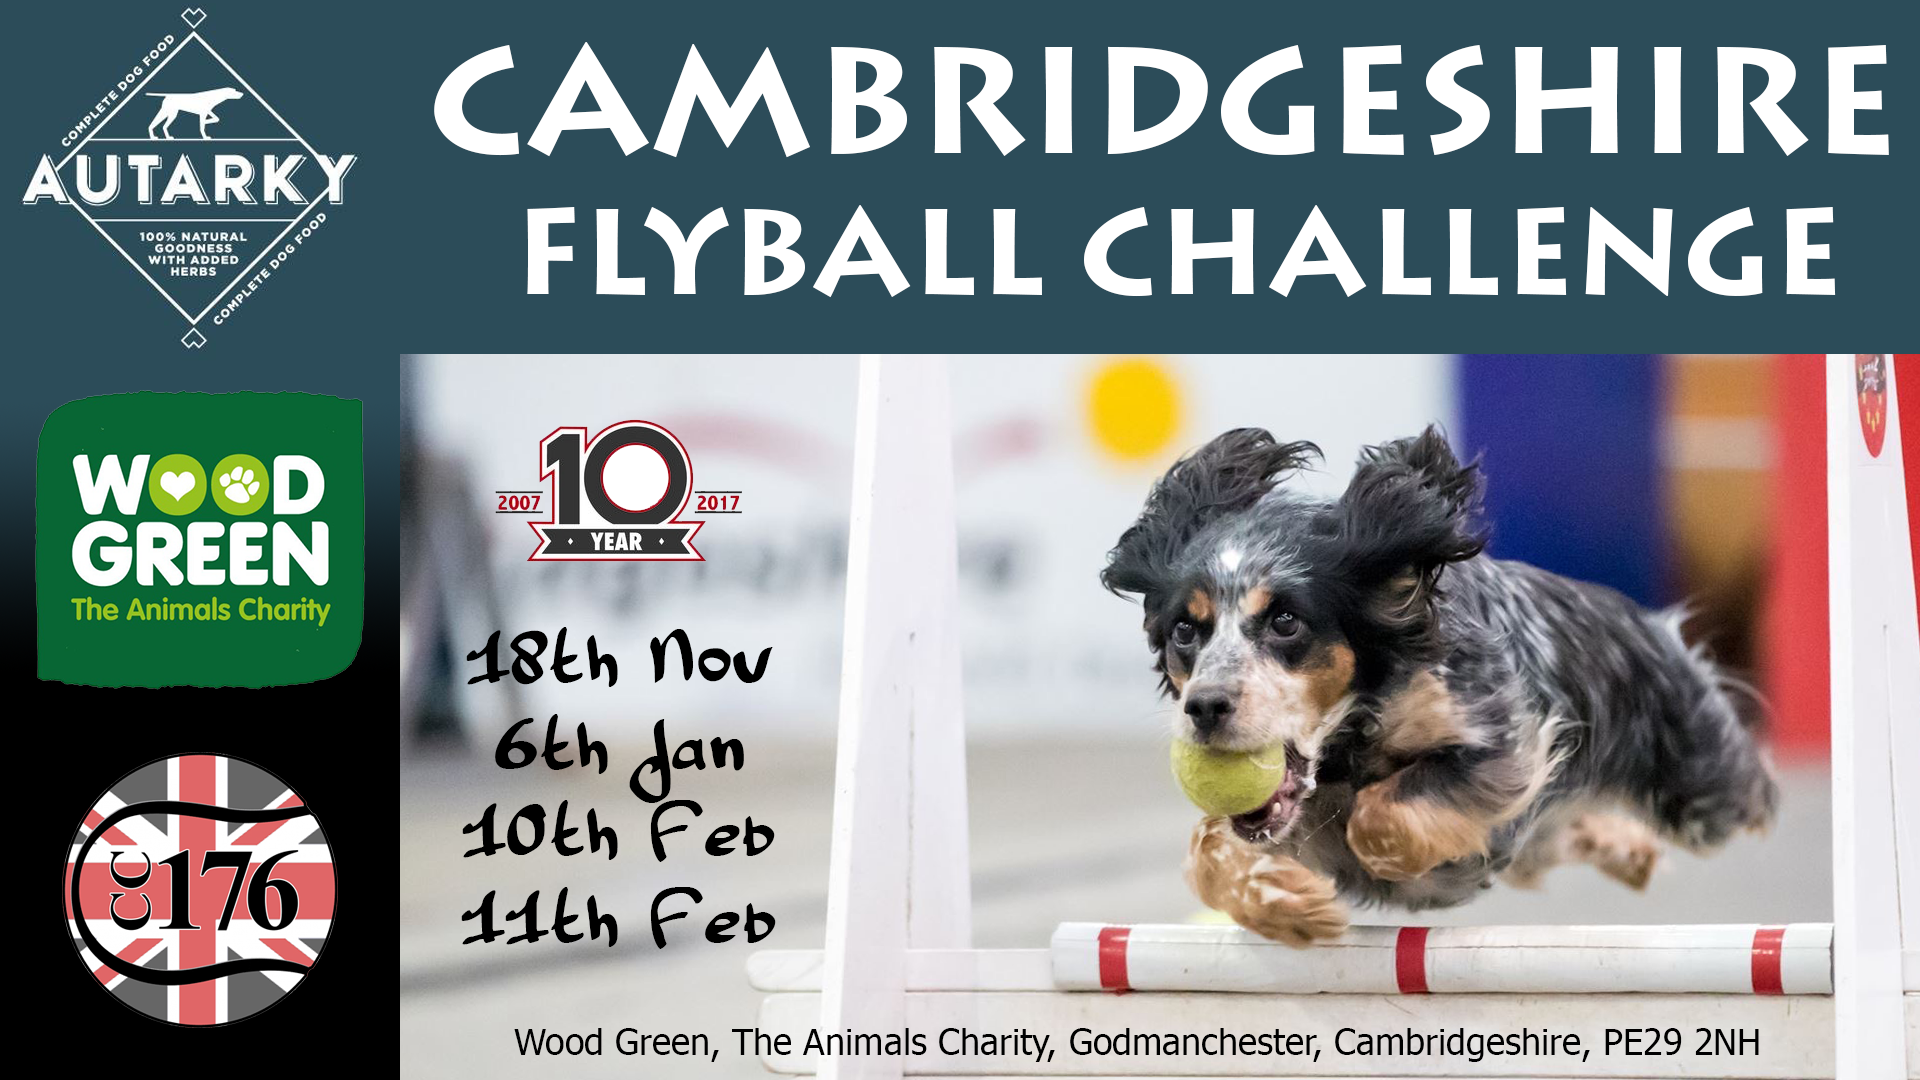 COMPLETE DOG FOOD
AUTARKY
100% NATURAL
GOODNESS
WITH ADDED
HERBS
COMPLETE DOG FOOD
CAMBRIDGESHIRE
FLYBALL CHALLENGE
WOOD
GREEN
The Animals Charity
CC176
10
2007 2017
YEAR
18th Nov
6th Jan
10th Feb
11th Feb
Wood Green, The Animals Charity, Godmanchester, Cambridgeshire, PE29 2NH